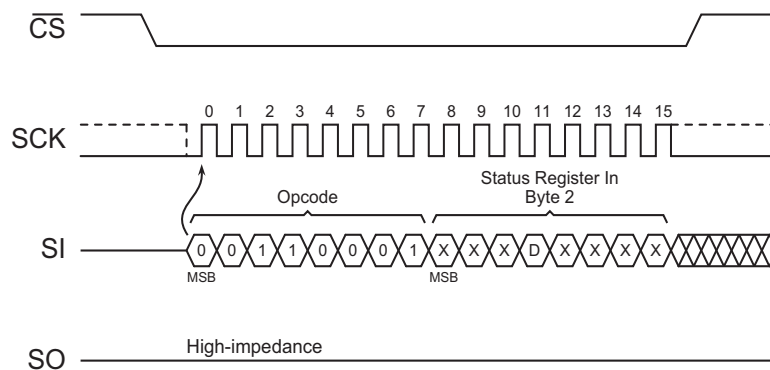 CS
0 1 2 3 4 5 6 7 8 9 10 11 12 13 14 15
SCK
Status Register In
Opcode Byte 2
SI 0 0 1 1 0 0 0 1 X X X D X X X X
MSB MSB
High-impedance
SO